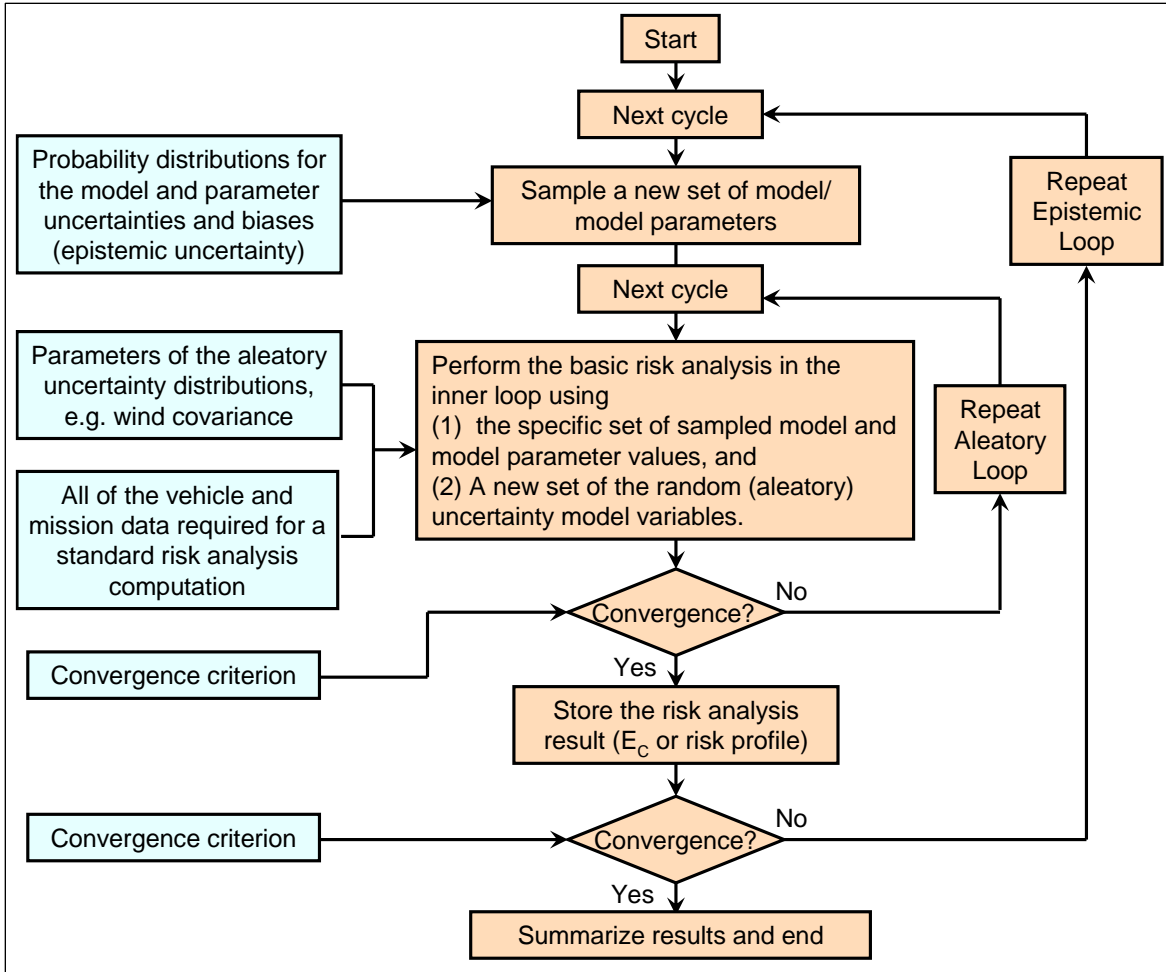 Start
Next cycle
Probability distributions for
the model and parameter
uncertainties and biases
(epistemic uncertainty)
Sample a new set of model/
model parameters
Repeat
Epistemic
Loop
Next cycle
Parameters of the aleatory
uncertainty distributions,
e.g. wind covariance
Perform the basic risk analysis in the
inner loop using
(1) the specific set of sampled model and
model parameter values, and
(2) A new set of the random (aleatory)
uncertainty model variables.
Repeat
Aleatory
Loop
All of the vehicle and
mission data required for a
standard risk analysis
computation
Convergence?
No
Yes
Convergence criterion
Store the risk analysis
result (EC or risk profile)
Convergence?
No
Yes
Convergence criterion
Summarize results and end